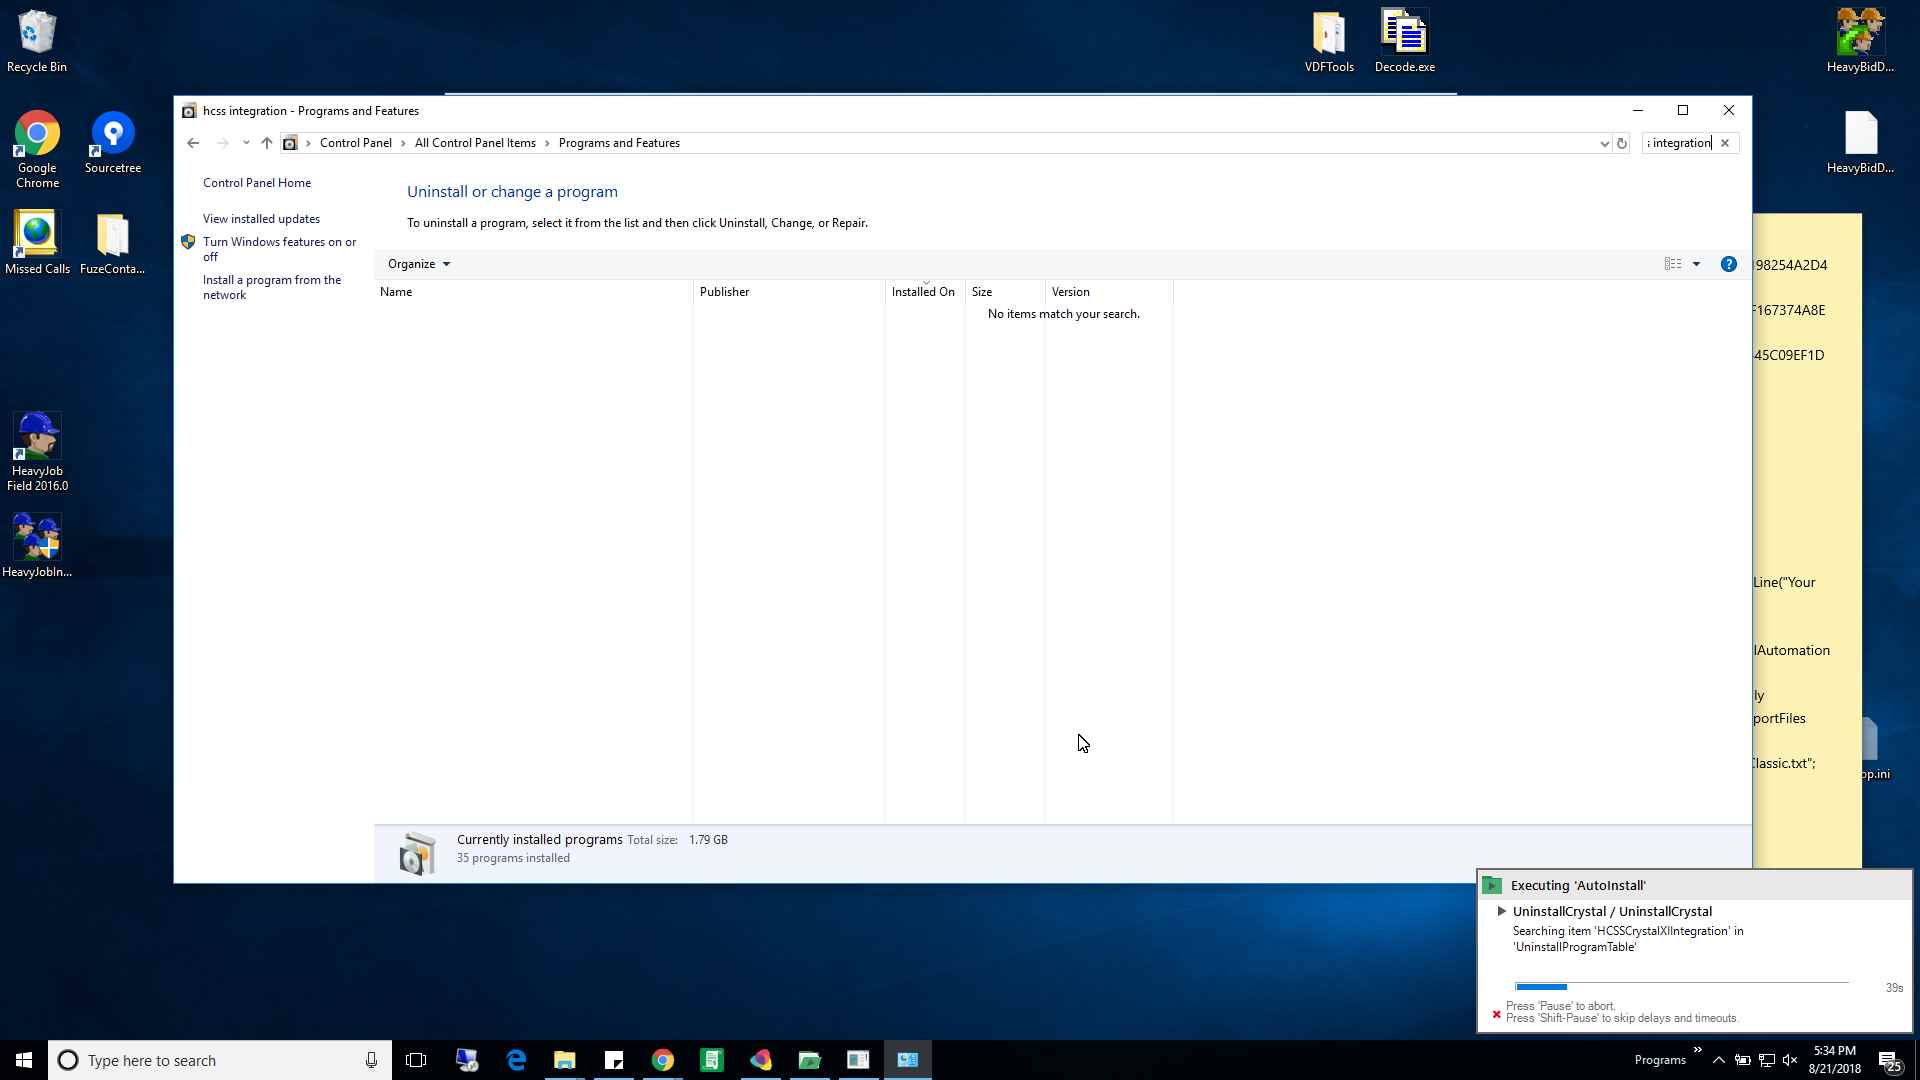 Recycle Bin
VDFTools
Decode.exe
HeavyBidD...
hcss integration - Programs and Features
Control Panel
All Control Panel Items
Programs and Features
integration
Google
Chrome
Sourcetree
HeavyBidD...
Control Panel Home
Uninstall or change a program
View installed updates
To uninstall a program, select it from the list and then click Uninstall, Change, or Repair.
Turn Windows features on or
off
Install a program from the
network
Organize
Missed Calls
FuzeConta...
Name
Publisher
Installed On
Size
Version
No items match your search.
198254A2D4
F167374A8E
45C09EF1D
HeavyJob
Field 2016.0
HeavyJobIn...
Line("Your
lAutomation
ly
portFiles
Classic.txt";
op.ini
Currently installed programs Total size: 1.79 GB
35 programs installed
Executing 'AutoInstall'
UninstallCrystal / UninstallCrystal
Searching item 'HCSSCrystalXIIntegration' in
'UninstallProgramTable'
39s
Press 'Pause' to abort.
Press 'Shift-Pause' to skip delays and timeouts.
Type here to search
Programs
5:34 PM
8/21/2018
25